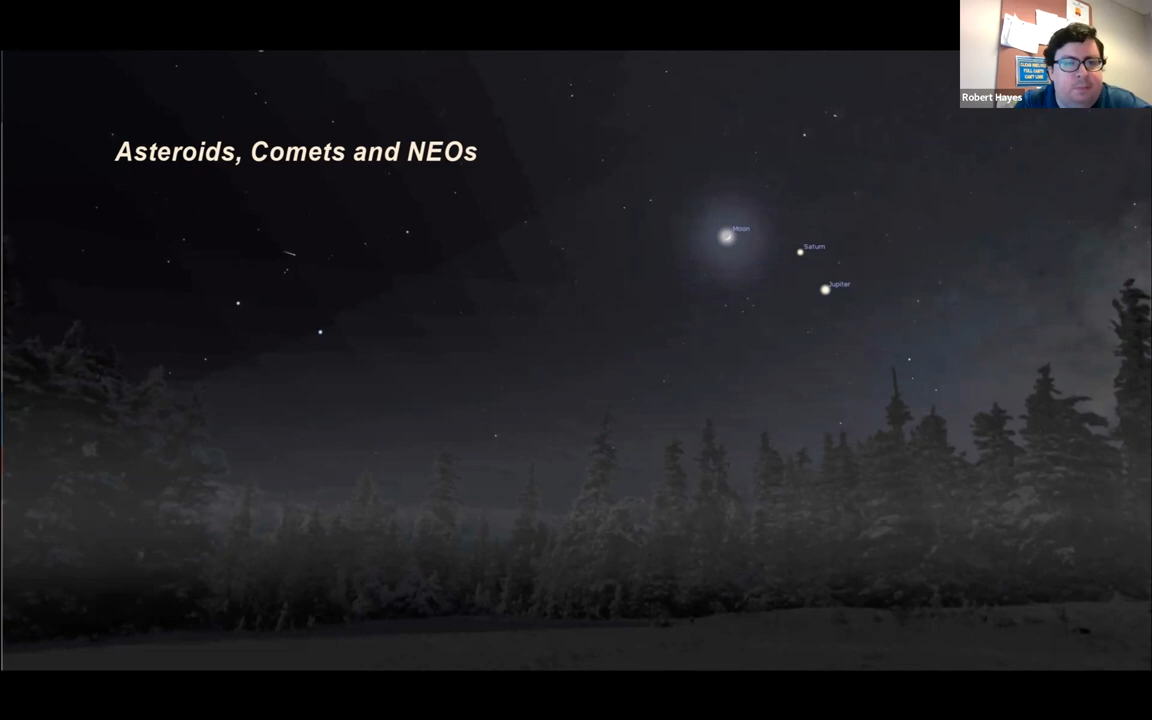 Asteroids, Comets and NEOs
Moon
Saturn
Jupiter
Robert Hayes